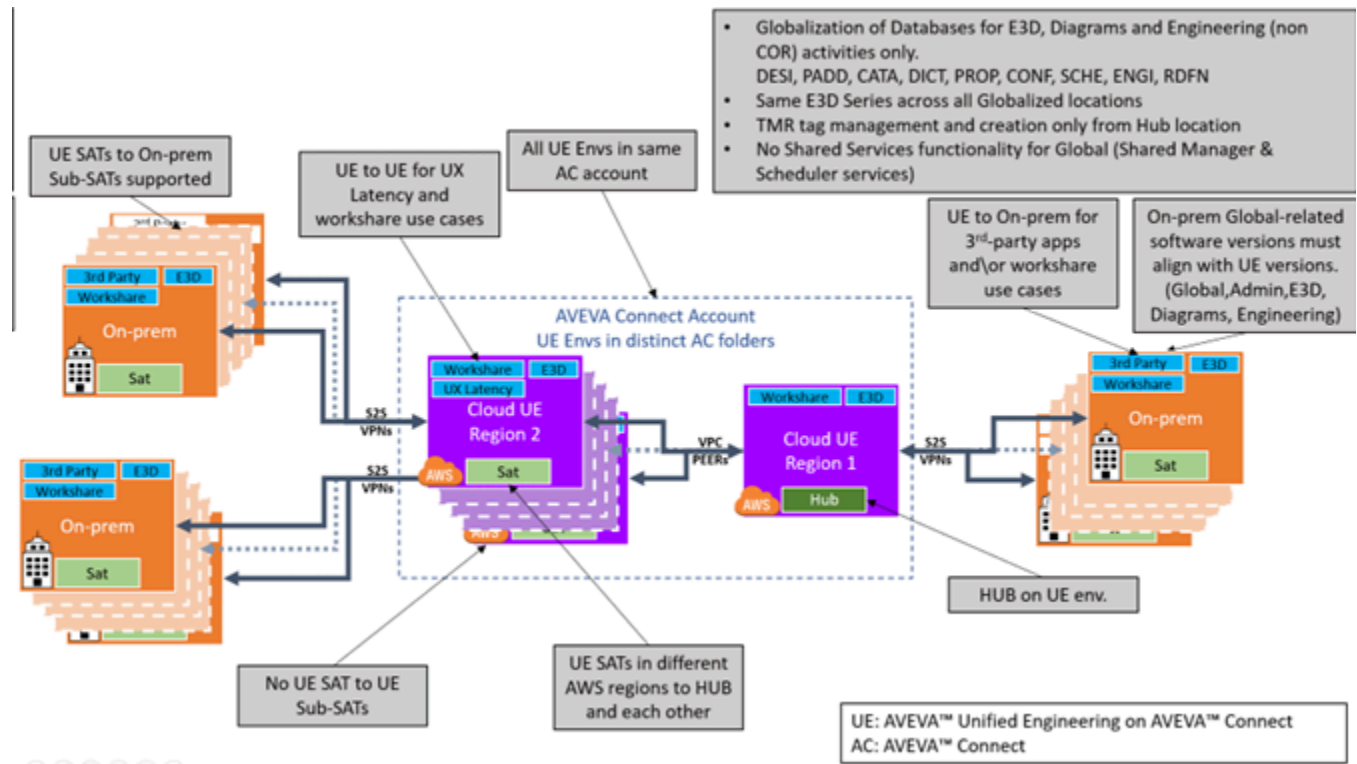 • Globalization of Databases for E3D, Diagrams and Engineering (non
COR) activities only.
DESI, PADD, CATA, DICT, PROP, CONF, SCHE, ENGI, RDFN
• Same E3D Series across all Globalized locations
• TMR tag management and creation only from Hub location
• No Shared Services functionality for Global (Shared Manager &
Scheduler services)
UE SATs to On-prem
Sub-SATs supported
UE to UE for UX
Latency and
workshare use cases
All UE Envs in same
AC account
UE to On-prem for
3rd-party apps
and\or workshare
use cases
On-prem Global-related
software versions must
align with UE versions.
(Global,Admin,E3D,
Diagrams, Engineering)
3rd Party
E3D
Workshare
On-prem
Sat
S2S
VPNs
3rd Party
E3D
Workshare
On-prem
Sat
S2S
VPNs
AVEVA Connect Account
UE Envs in distinct AC folders
Workshare
E3D
UX Latency
Cloud UE
Region 2
AWS
Sat
AWS
VPC
PEERs
Workshare
E3D
Cloud UE
Region 1
AWS
Hub
S2S
VPNs
3rd Party
E3D
Workshare
On-prem
Sat
No UE SAT to UE
Sub-SATs
UE SATs in different
AWS regions to HUB
and each other
HUB on UE env.
UE: AVEVA™ Unified Engineering on AVEVA™ Connect
AC: AVEVA™ Connect